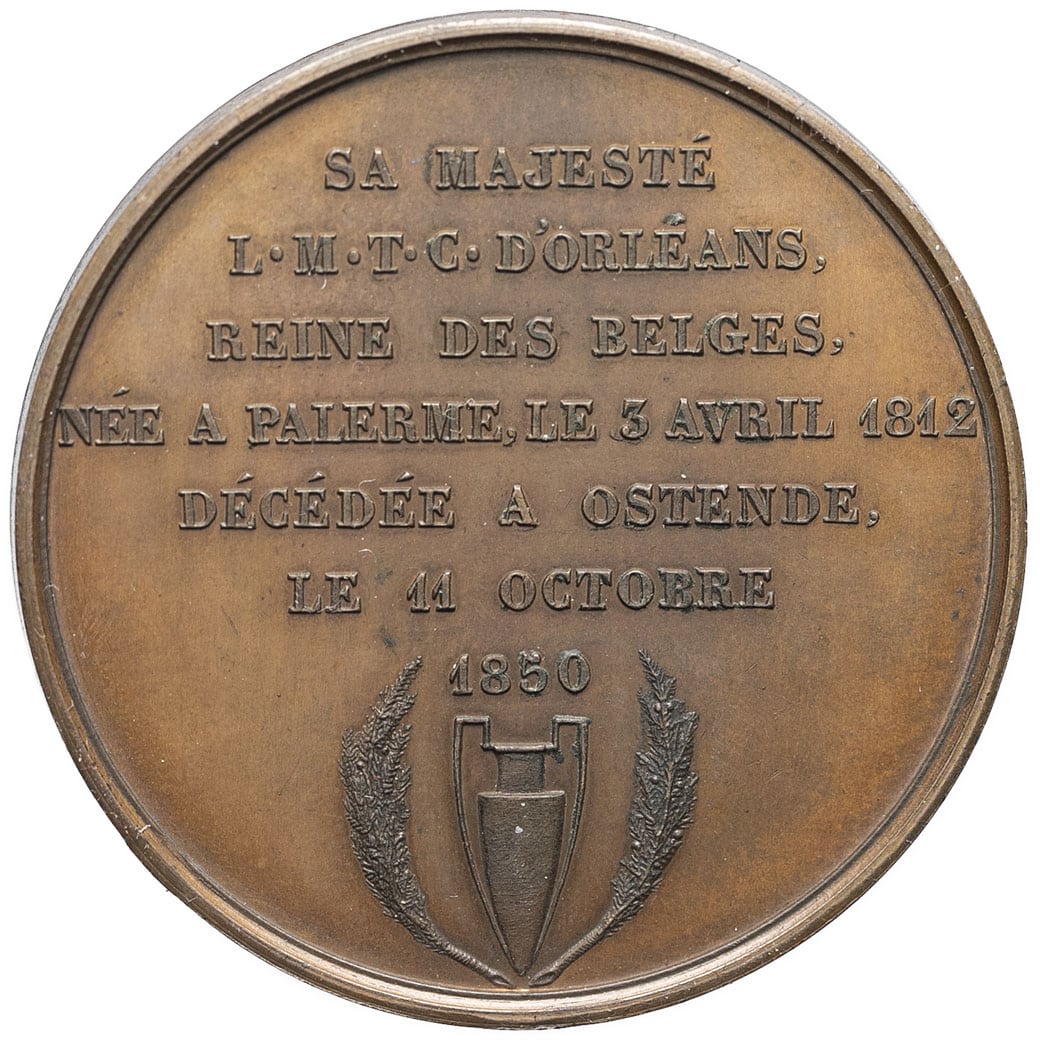 SA MAJESTÉ
L·M·T·C· D'ORLÉANS,
REINE DES BELGES,
NÉE A PALERME, LE 3 AVRIL 1812
DÉCÉDÉE A OSTENDE,
LE 11 OCTOBRE
1850